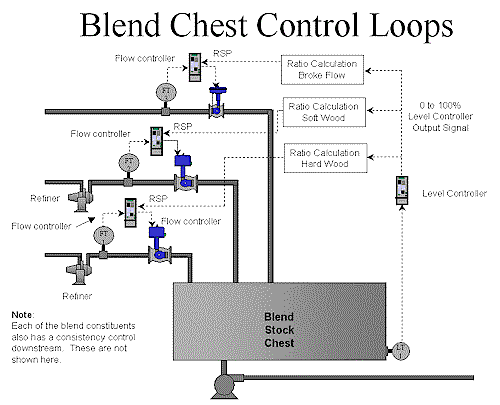 Blend Chest Control Loops
Flow controller
RSP
Ratio Calculation
Broke Flow
FT
Flow controller
RSP
Ratio Calculation
Soft Wood
0 to 100%
Level Controller
Output Signal
FT
Ratio Calculation
Hard Wood
Refiner
RSP
Level Controller
Flow controller
Flow controller
FT
Refiner
Note:
Each of the blend constituents
also has a consistency control
downstream. These are not
shown here.
Blend
Stock
Chest
LT